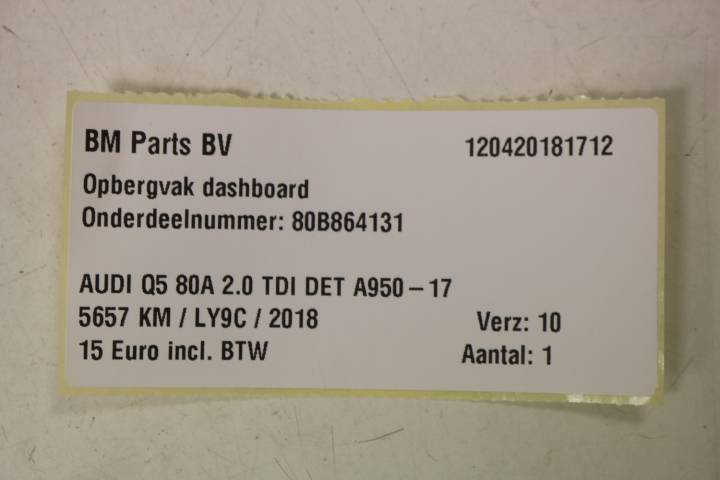 BM Parts BV 120420181712
Opbergvak dashboard
Onderdeelnummer: 80B864131
AUDI Q5 80A 2.0 TDI DET A950 – 17
5657 KM / LY9C / 2018 Verz: 10
15 Euro incl. BTW Aantal: 1